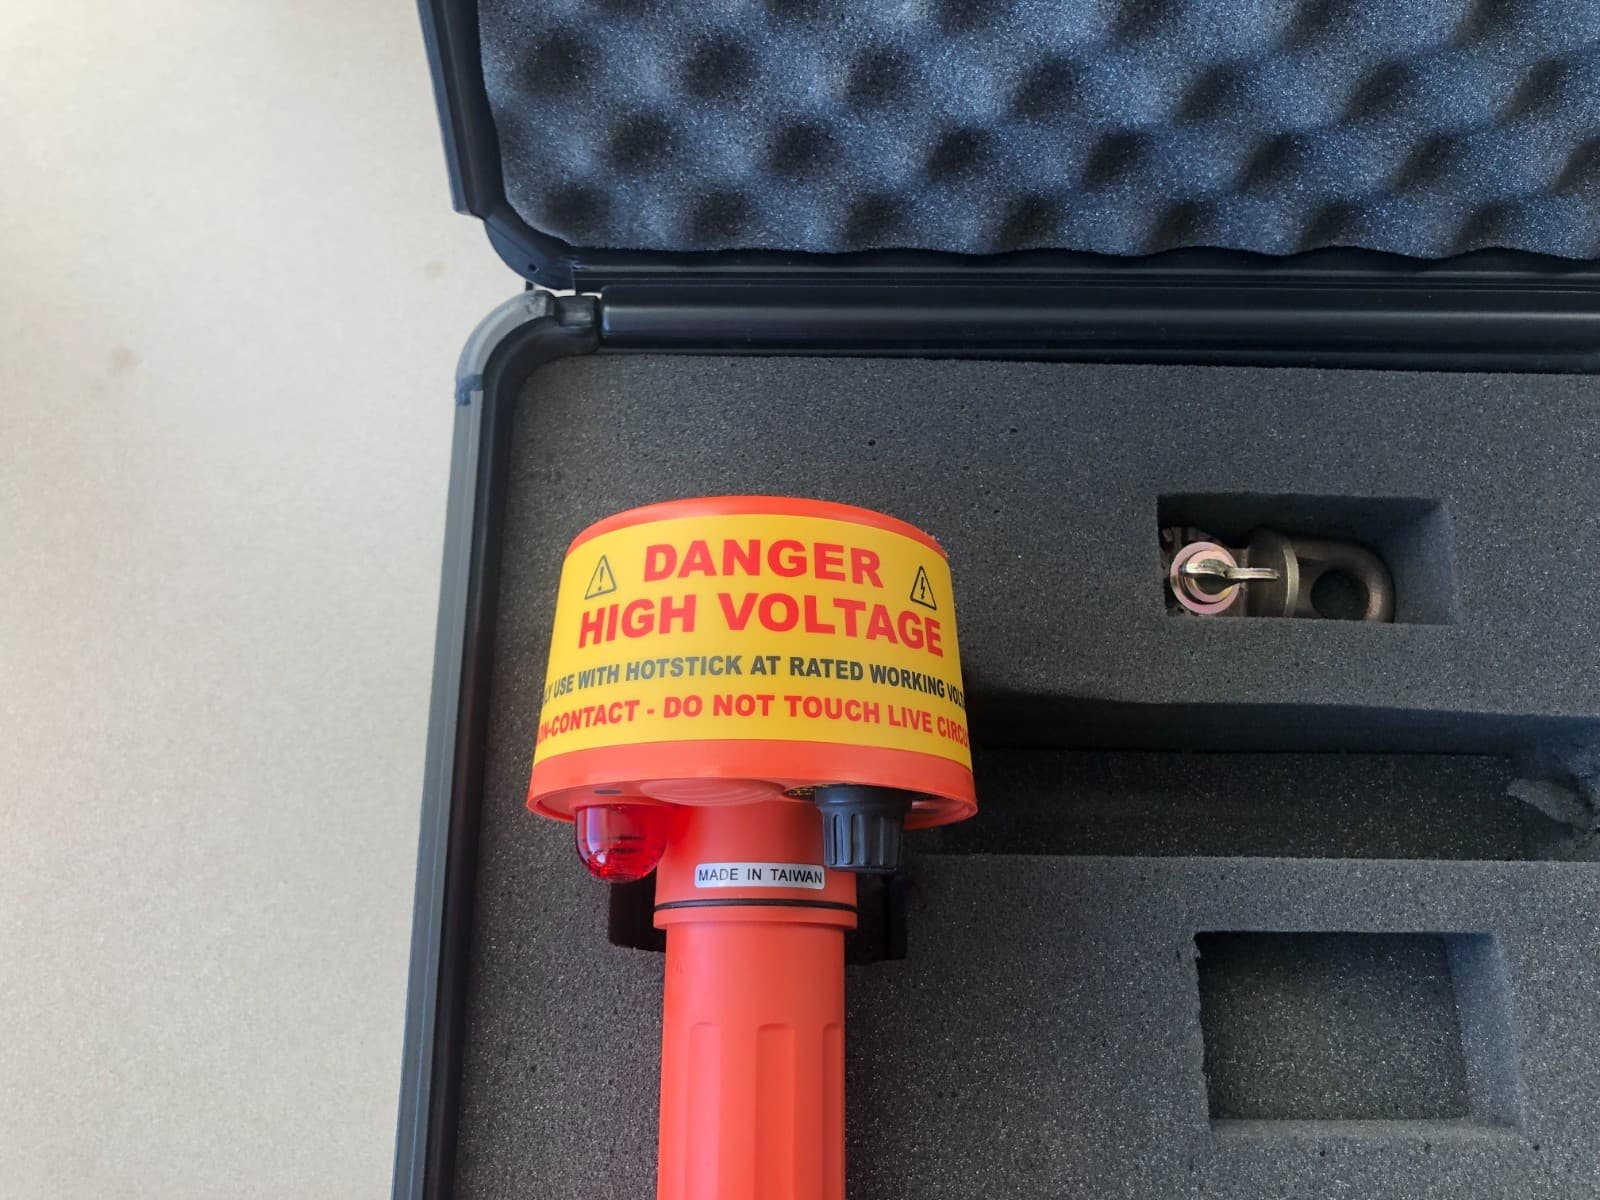 DANGER
HIGH VOLTAGE
USE WITH HOTSTICK AT RATED WORKING
CONTACT - DO NOT TOUCH LIVE
MADE IN TAIWAN